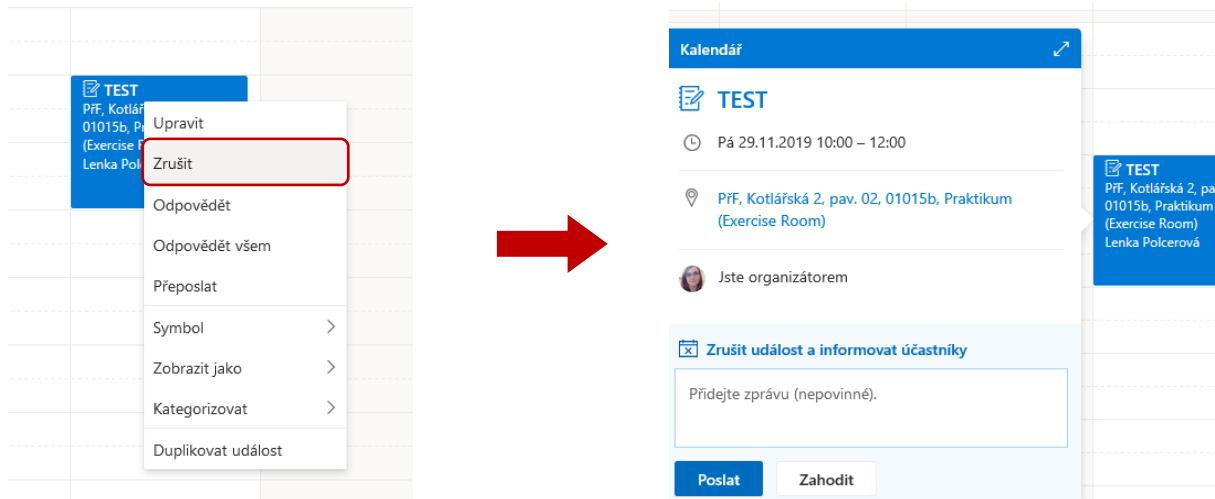 TEST
PřF, Kotlář
01015b, P
(Exercise
Lenka Pol
Upravit
Zrušit
Odpovědět
Odpovědět všem
Přeposlat
Symbol
Zobrazit jako
Kategorizovat
Duplikovat událost
Kalendář
TEST
Pá 29.11.2019 10:00 – 12:00
PřF, Kotlářská 2, pav. 02, 01015b, Praktikum
(Exercise Room)
Jste organizátorem
Zrušit událost a informovat účastníky
Přidejte zprávu (nepovinné).
Poslat Zahodit
TEST
PřF, Kotlářská 2, pa
01015b, Praktikum
(Exercise Room)
Lenka Polcerová